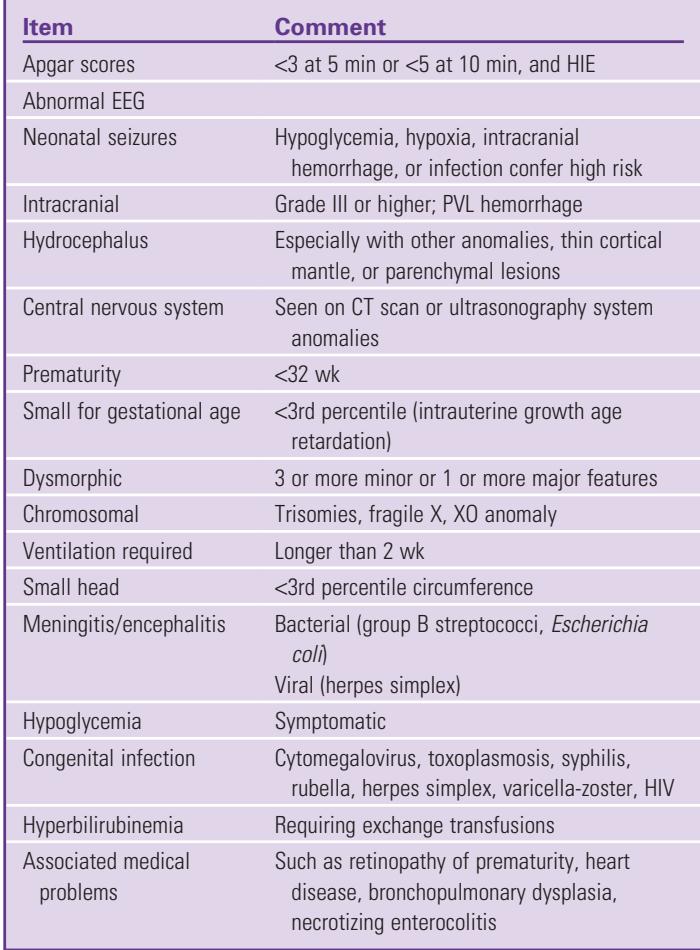 Item Comment
Apgar scores <3 at 5 min or <5 at 10 min, and HIE
Abnormal EEG
Neonatal seizures Hypoglycemia, hypoxia, intracranial
hemorrhage, or infection confer high risk
Intracranial Grade III or higher; PVL hemorrhage
Hydrocephalus Especially with other anomalies, thin cortical
mantle, or parenchymal lesions
Central nervous system Seen on CT scan or ultrasonography system
anomalies
Prematurity <32 wk
Small for gestational age <3rd percentile (intrauterine growth age
retardation)
Dysmorphic 3 or more minor or 1 or more major features
Chromosomal Trisomies, fragile X, XO anomaly
Ventilation required Longer than 2 wk
Small head <3rd percentile circumference
Meningitis/encephalitis Bacterial (group B streptococci, Escherichia
coli)
Viral (herpes simplex)
Hypoglycemia Symptomatic
Congenital infection Cytomegalovirus, toxoplasmosis, syphilis,
rubella, herpes simplex, varicella-zoster, HIV
Hyperbilirubinemia Requiring exchange transfusions
Associated medical Such as retinopathy of prematurity, heart
problems disease, bronchopulmonary dysplasia,
necrotizing enterocolitis